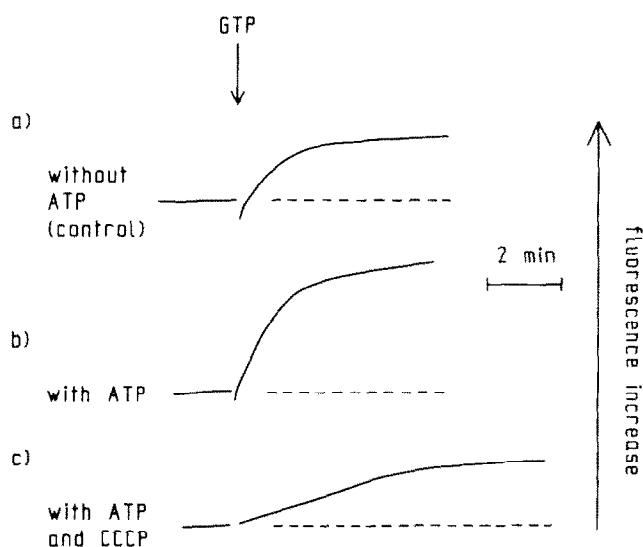 GTP
a)
without
ATP
(control)
2 min
b)
with ATP
c)
with ATP
and CCCP
fluorescence increase